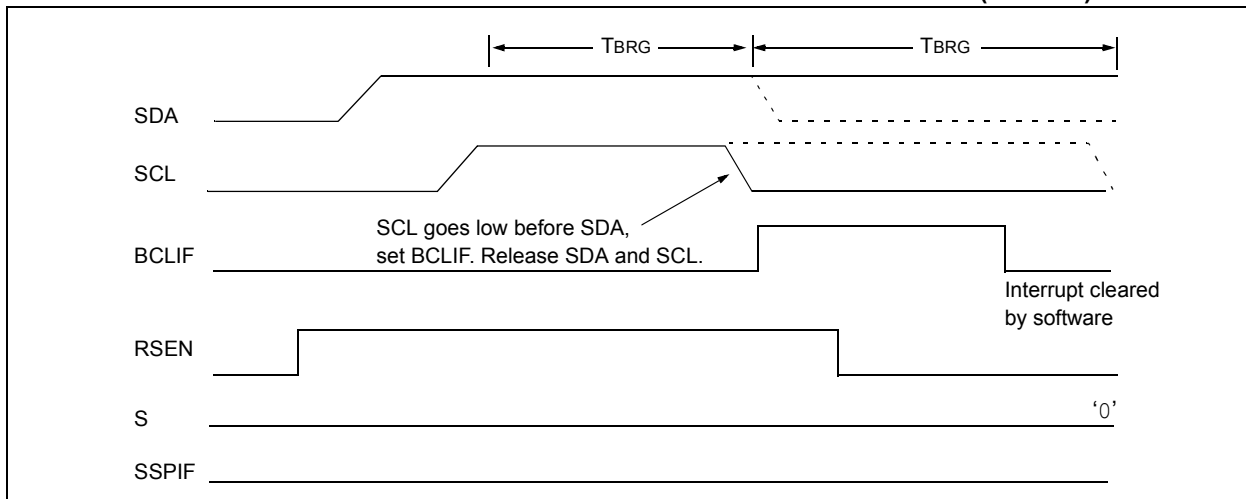 TBRG TBRG
SDA
SCL
SCL goes low before SDA,
set BCLIF. Release SDA and SCL.
BCLIF
Interrupt cleared
by software
RSEN
S
‘0’
SSPIF